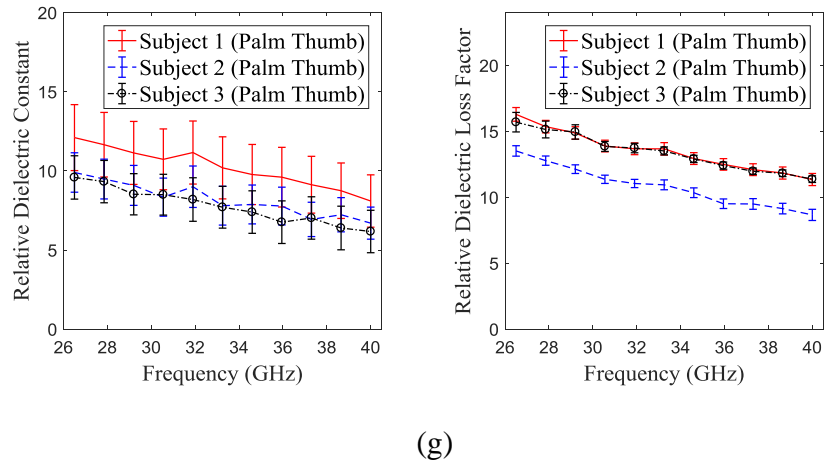 Relative Dielectric Constant
20
15
10
5
0
Subject 1 (Palm Thumb)
Subject 2 (Palm Thumb)
Subject 3 (Palm Thumb)
26 28 30 32 34 36 38 40
Frequency (GHz)
Relative Dielectric Loss Factor
20
15
10
5
0
Subject 1 (Palm Thumb)
Subject 2 (Palm Thumb)
Subject 3 (Palm Thumb)
26 28 30 32 34 36 38 40
Frequency (GHz)
(g)